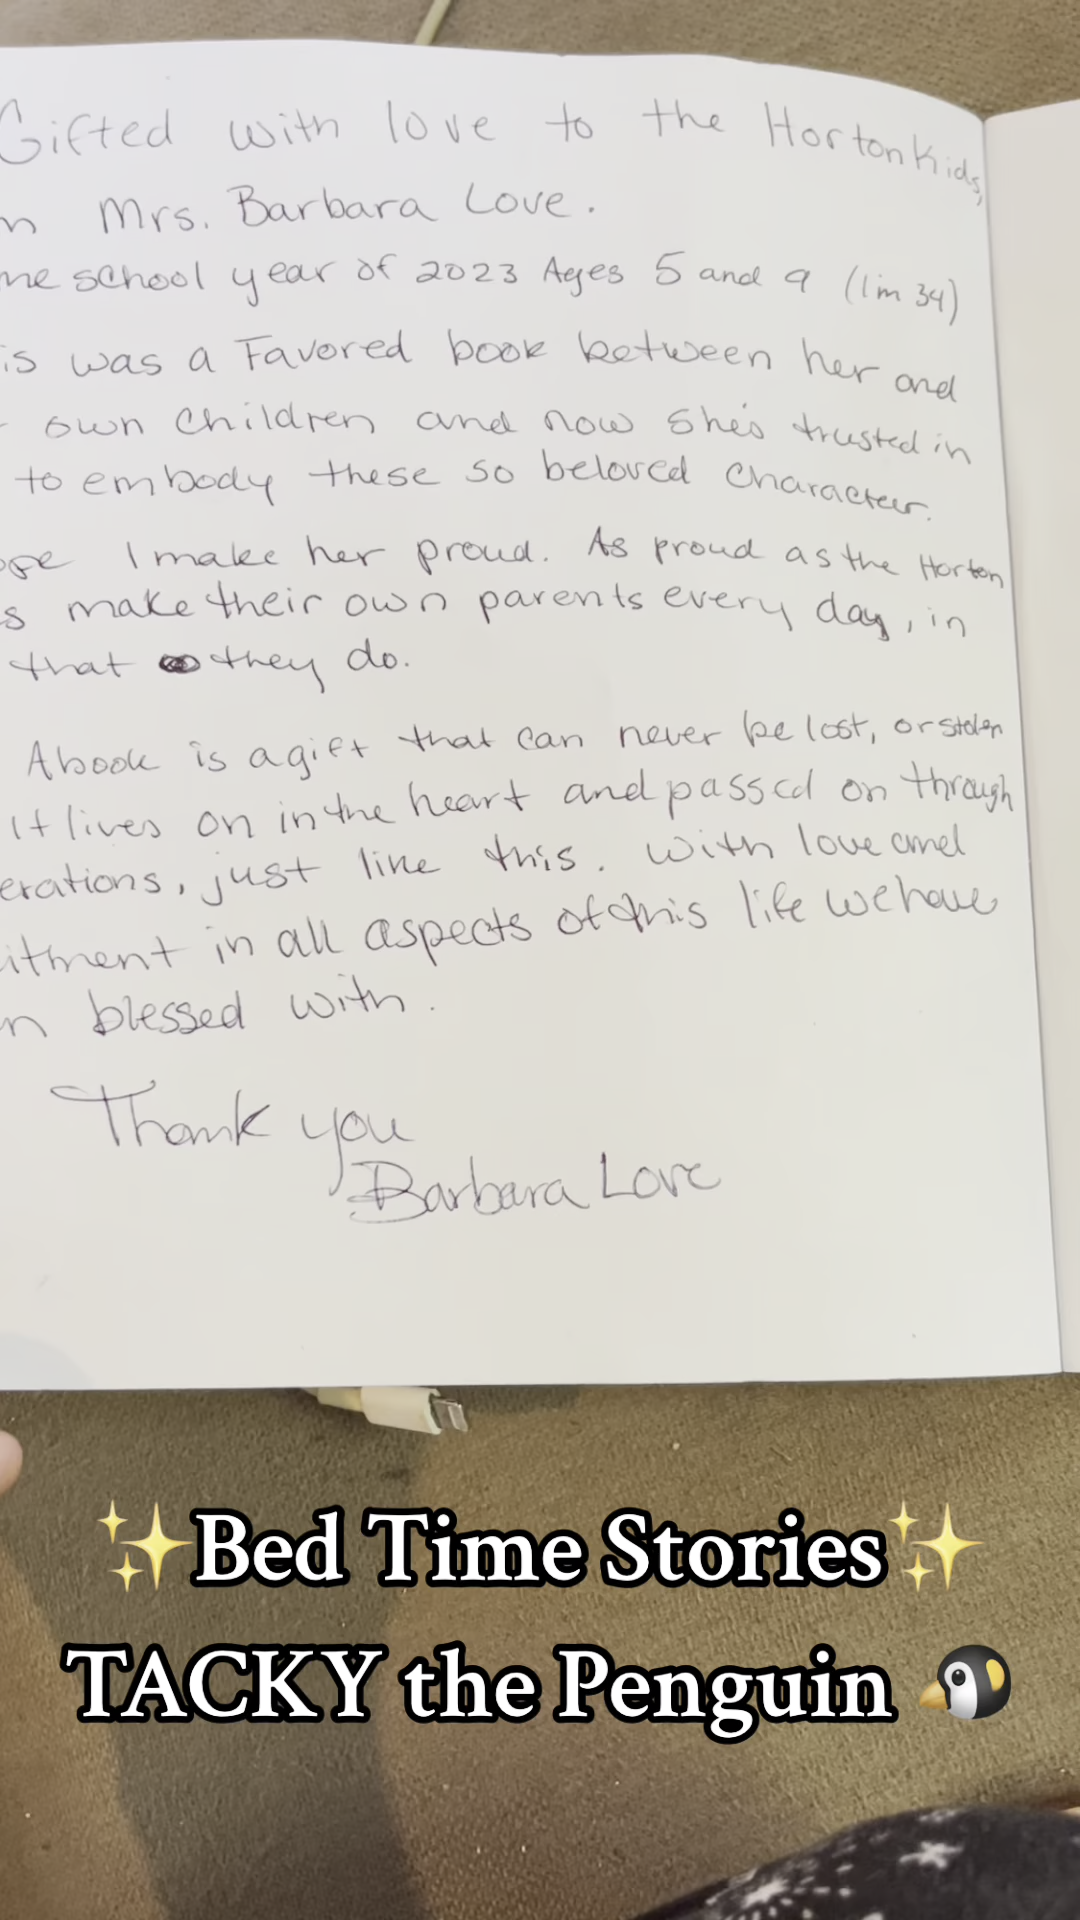 Gifted with love to the Horton Kids,
Mrs. Barbara Love.
school year of 2023 Ages 5 and 9 (I'm 34)
was a Favored book between her and
own children and now she's trusted in
to embody these so beloved character.
I make her proud. As proud as the Horton
make their own parents every day, in
that they do.
A book is a gift that can never be lost, or stolen
It lives on in the heart and passed on through
erations, just like this. With love and
itment in all aspects of this life we have
blessed with.
Thank you
Barbara Love
✨Bed Time Stories✨
TACKY the Penguin 🐧